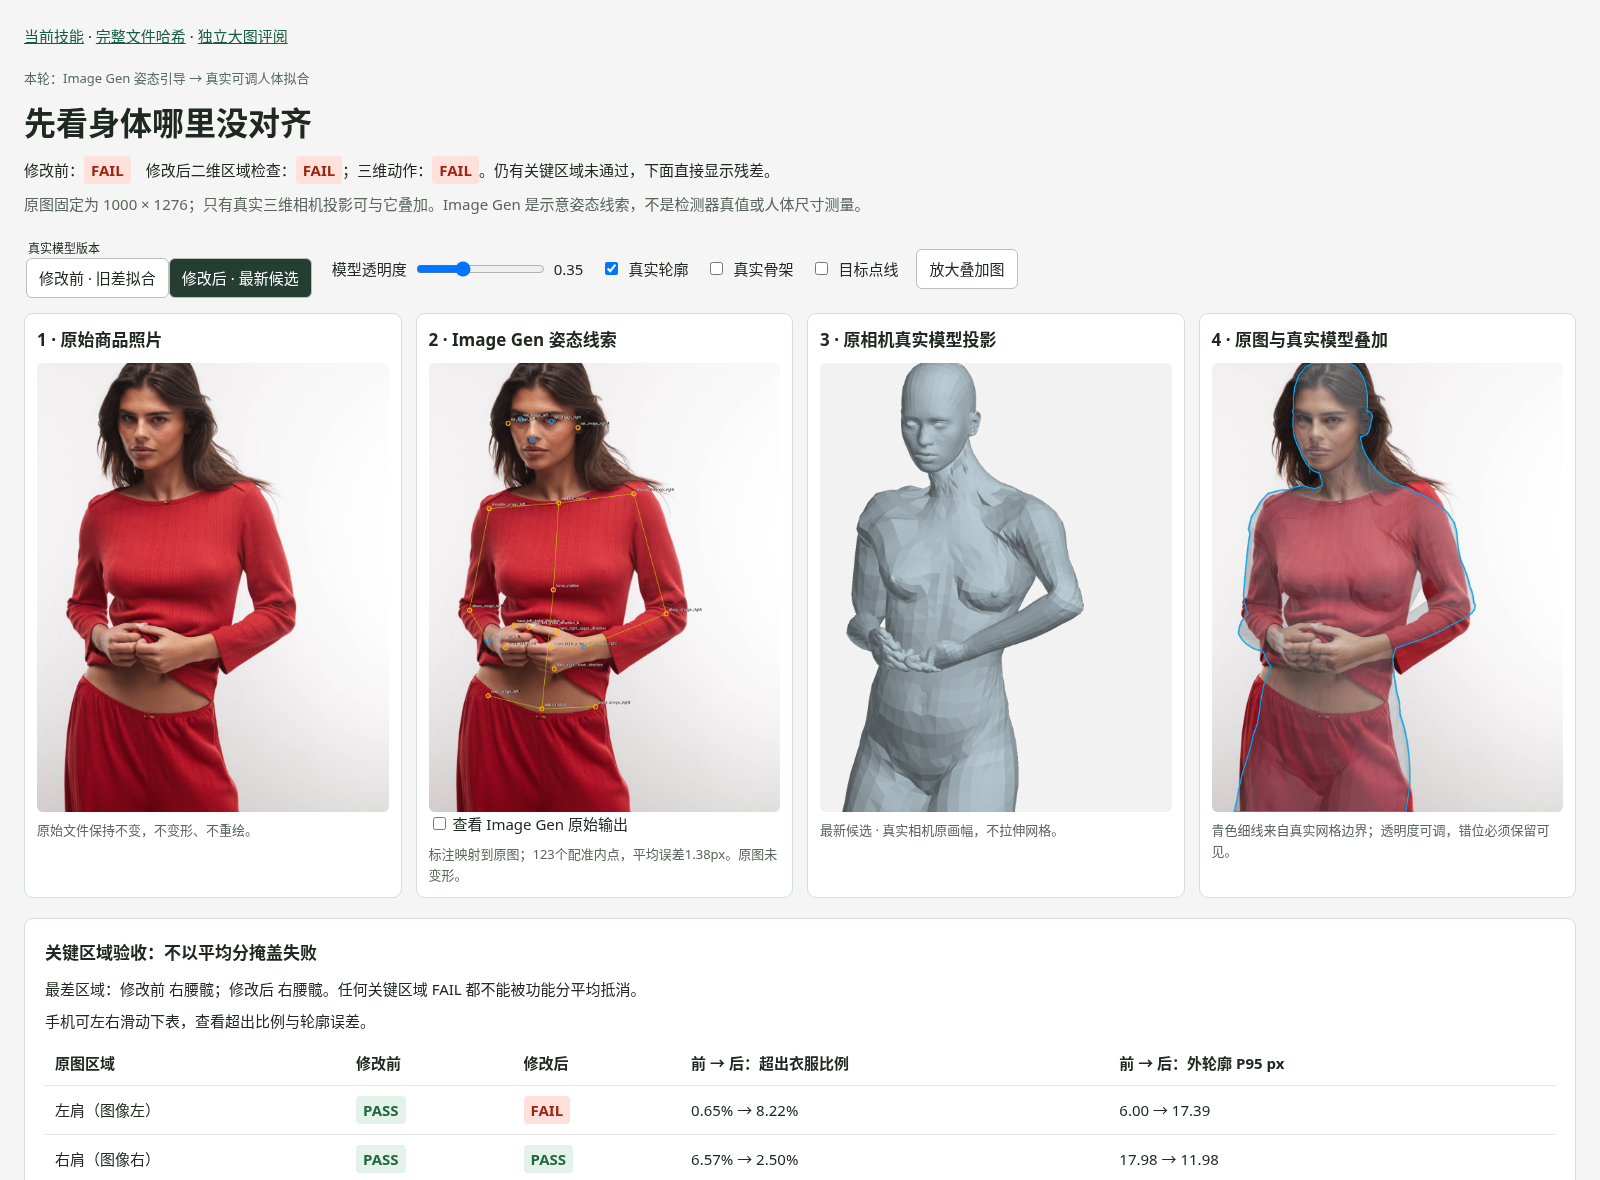 当前技能 · 完整文件哈希 · 独立大图评阅
本轮：Image Gen 姿态引导 → 真实可调人体拟合
先看身体哪里没对齐
修改前： FAIL 修改后二维区域检查： FAIL ；三维动作： FAIL 。仍有关键区域未通过，下面直接显示残差。
原图固定为 1000 × 1276；只有真实三维相机投影可与它叠加。Image Gen 是示意姿态线索，不是检测器真值或人体尺寸测量。
真实模型版本
修改前 · 旧差拟合 修改后 · 最新候选 模型透明度 0.35 真实轮廓 真实骨架 目标点线 放大叠加图
1 · 原始商品照片
原始文件保持不变，不变形、不重绘。
2 · Image Gen 姿态线索
查看 Image Gen 原始输出
标注映射到原图；123个配准内点，平均误差1.38px。原图未
变形。
3 · 原相机真实模型投影
最新候选 · 真实相机原画幅，不拉伸网格。
4 · 原图与真实模型叠加
青色细线来自真实网格边界；透明度可调，错位必须保留可
见。
关键区域验收：不以平均分掩盖失败
最差区域：修改前 右腰髋；修改后 右腰髋。任何关键区域 FAIL 都不能被功能分平均抵消。
手机可左右滑动下表，查看超出比例与轮廓误差。
原图区域 修改前 修改后 前 → 后：超出衣服比例 前 → 后：外轮廓 P95 px
左肩（图像左） PASS FAIL 0.65% → 8.22% 6.00 → 17.39
右肩（图像右） PASS PASS 6.57% → 2.50% 17.98 → 11.98